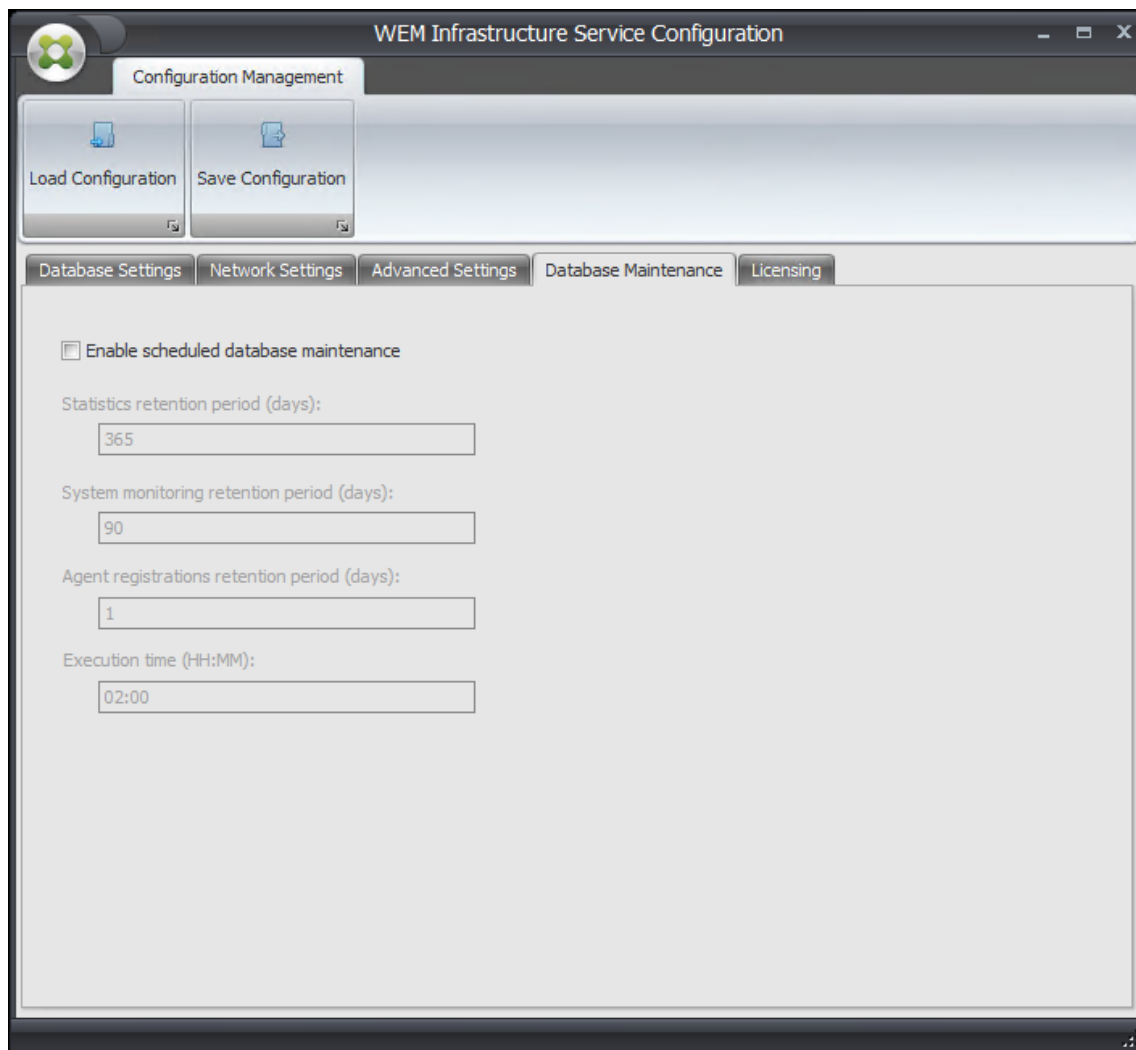 WEM Infrastructure Service Configuration
Configuration Management
Load Configuration
Save Configuration
Database Settings
Network Settings
Advanced Settings
Database Maintenance
Licensing
Enable scheduled database maintenance
Statistics retention period (days):
365
System monitoring retention period (days):
90
Agent registrations retention period (days):
1
Execution time (HH:MM):
02:00